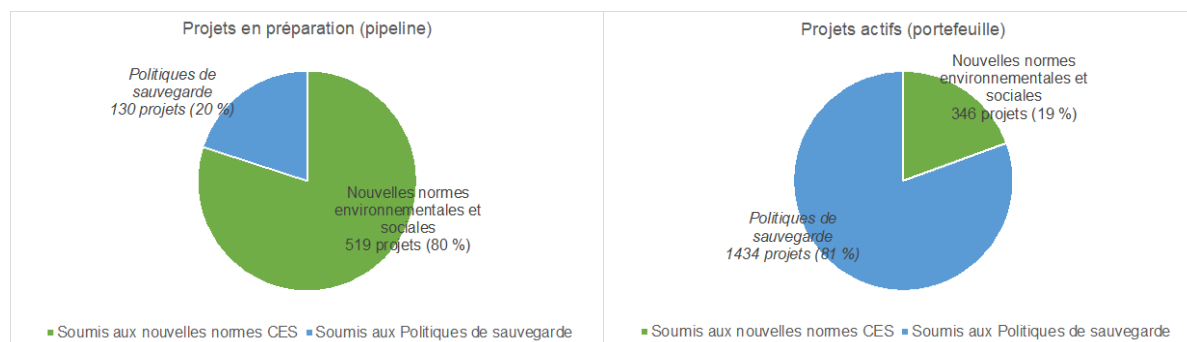 Projets en préparation (pipeline)
Politiques de
sauvegarde
130 projets (20 %)
Nouvelles normes
environnementales et
sociales
519 projets (80 %)
Soumis aux nouvelles normes CES
Soumis aux Politiques de sauvegarde
Projets actifs (portefeuille)
Nouvelles normes
environnementales et
sociales
346 projets (19 %)
Politiques de
sauvegarde
1434 projets (81 %)
Soumis aux nouvelles normes CES
Soumis aux Politiques de sauvegarde